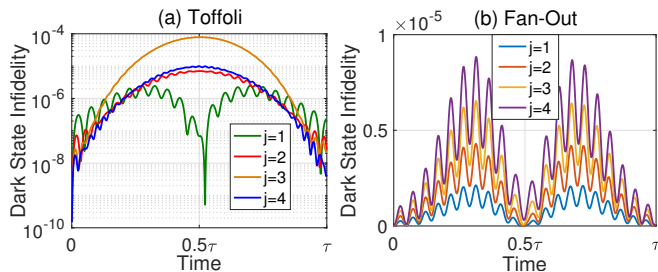 (a) Toffoli
Dark State Infidelity
10^-4
10^-6
10^-8
10^-10
j=1
j=2
j=3
j=4
0
0.5τ
τ
Time
(b) Fan-Out
Dark State Infidelity
1 ×10^-5
0.5
0
j=1
j=2
j=3
j=4
0
0.5τ
τ
Time